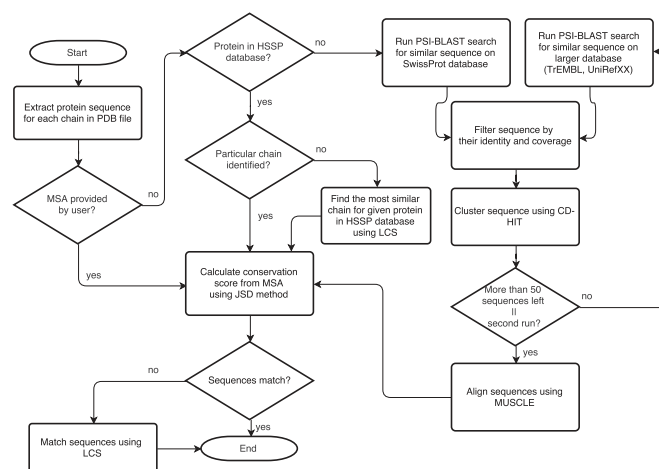 Start
Extract protein sequence
for each chain in PDB file
MSA provided
by user?
no
yes
Protein in HSSP
database?
no
yes
Particular chain
identified?
no
yes
Find the most similar
chain for given protein
in HSSP database
using LCS
Calculate conservation
score from MSA
using JSD method
Sequences match?
no
yes
Match sequences using
LCS
End
Run PSI-BLAST search
for similar sequence on
SwissProt database
Run PSI-BLAST search
for similar sequence on
larger database
(TrEMBL, UniRefXX)
Filter sequence by
their identity and coverage
Cluster sequence using CD-
HIT
More than 50
sequences left
II
second run?
no
yes
Align sequences using
MUSCLE